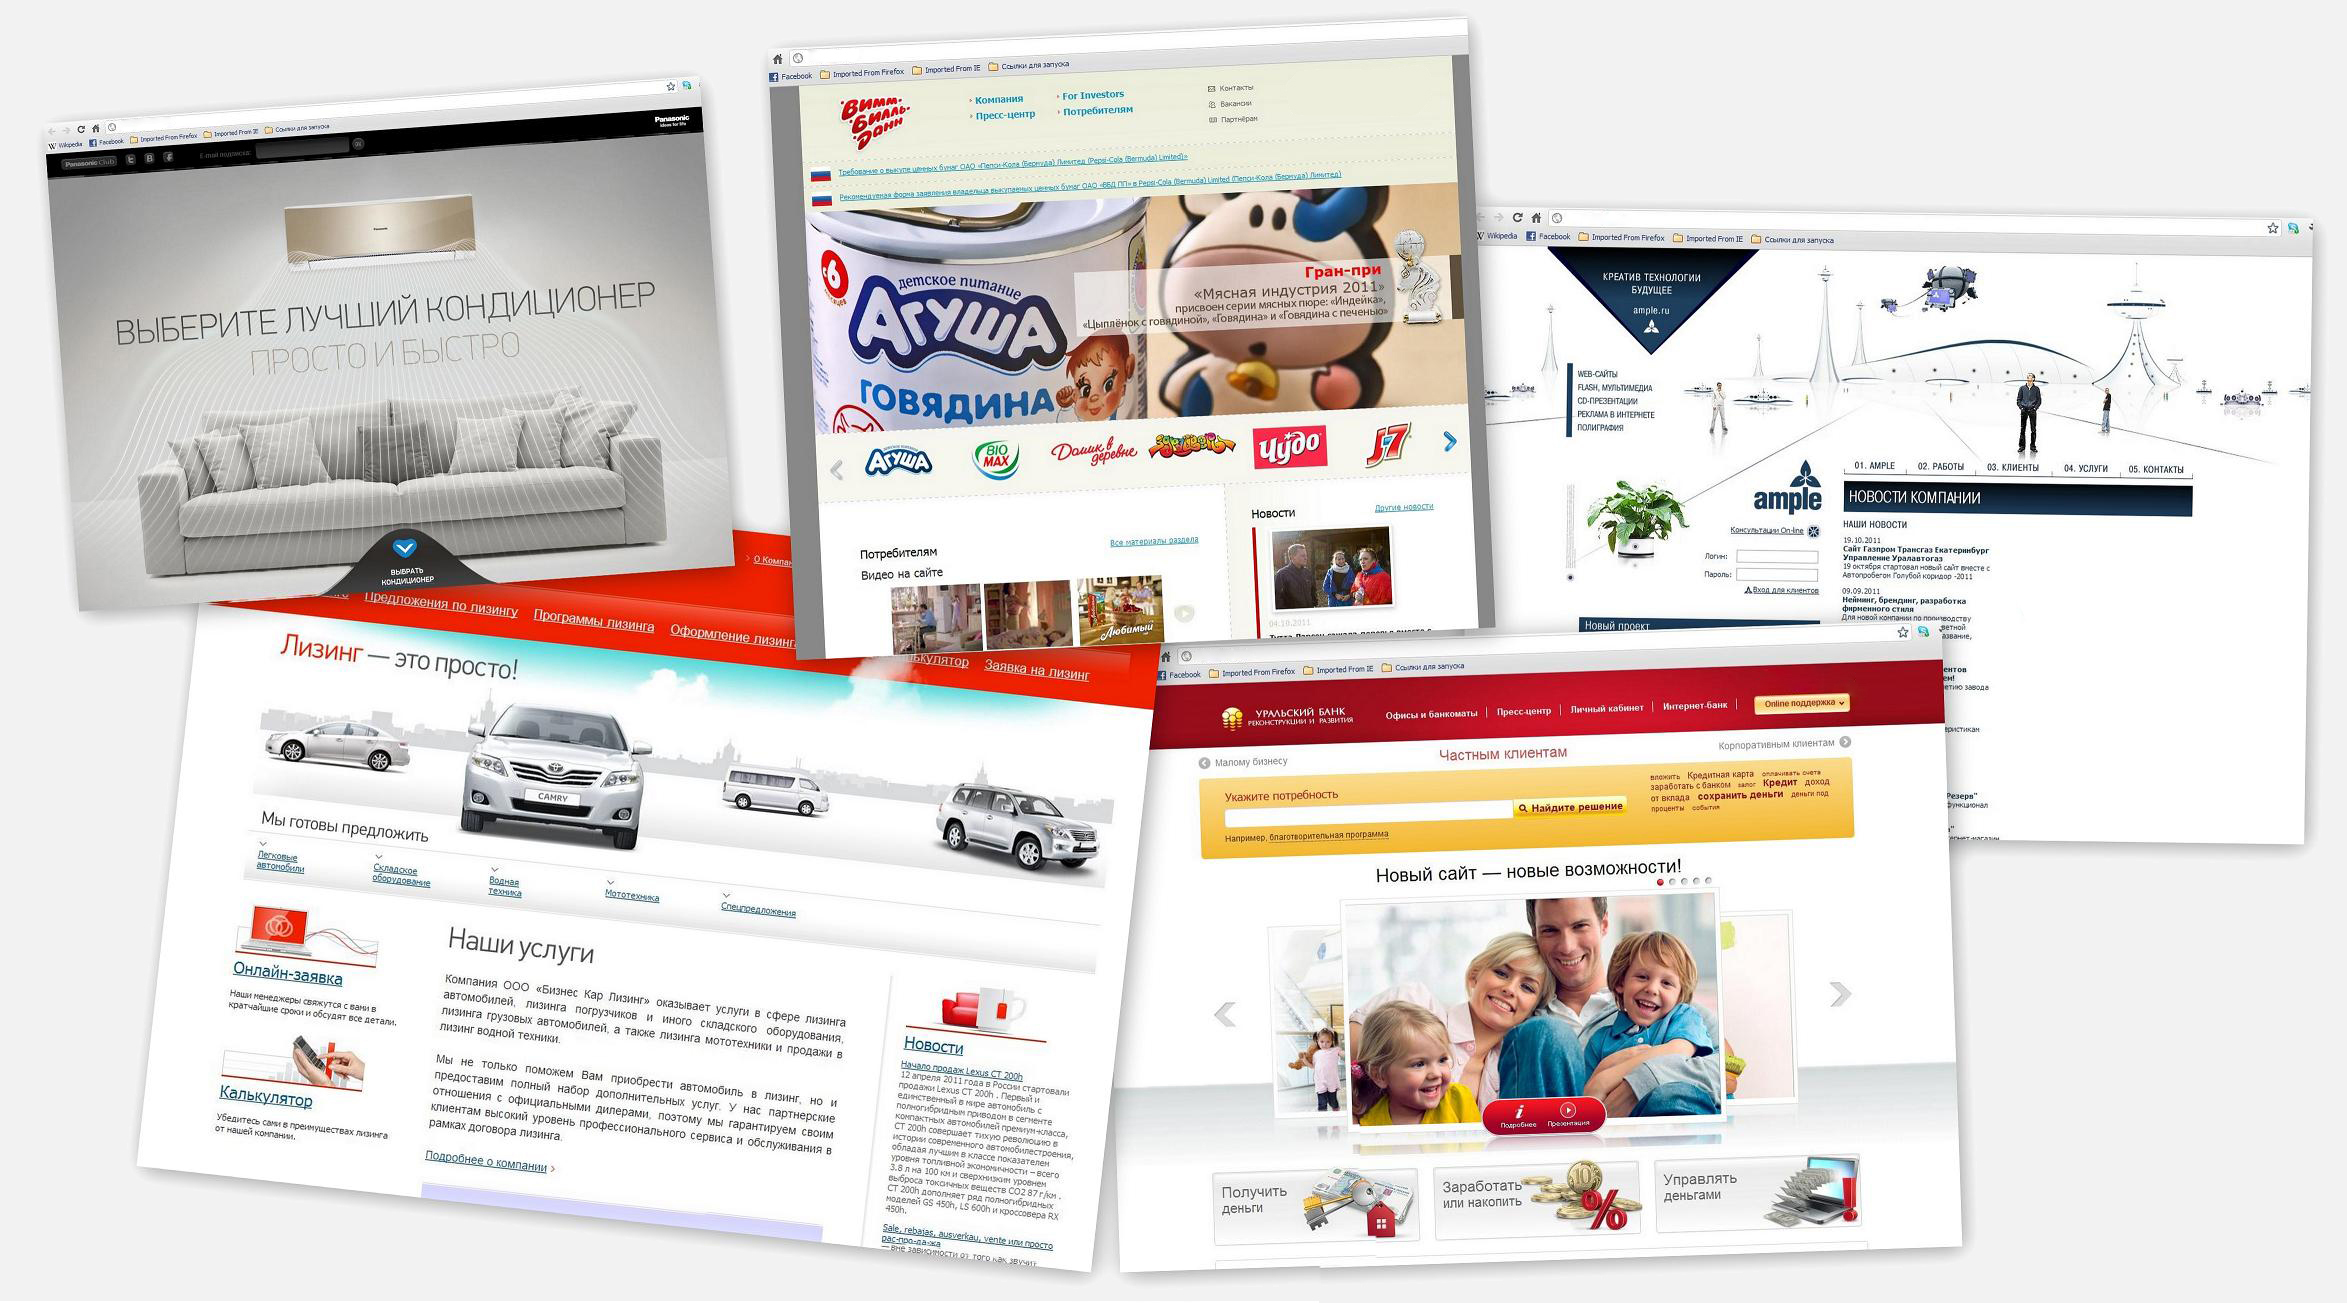 Wikipedia Facebook Imported From Firefox Imported From IE Ссылки для запуска
Panasonic
ideas for life
Panasonic Club
E-mail подписка:
Panasonic
ВЫБЕРИТЕ ЛУЧШИЙ КОНДИЦИОНЕР
ПРОСТО И БЫСТРО
ВЫБРАТЬ
КОНДИЦИОНЕР
Facebook Imported From Firefox Imported From IE Ссылки для запуска
Вимм-
Билль-
Данн
Компания
Пресс-центр
For Investors
Потребителям
Контакты
Вакансии
Партнёрам
Требование о выкупе ценных бумаг ОАО «Пепси-Кола (Бермуда) Лимитед (Pepsi-Cola (Bermuda) Limited)»
Рекомендуемая форма заявления владельца выкупаемых ценных бумаг ОАО «ВБД ПП» в Pepsi-Cola (Bermuda) Limited (Пепси-Кола (Бермуда) Лимитед)
с 6
месяцев
детское питание
АГУША
ГОВЯДИНА
Гран-при
«Мясная индустрия 2011»
присвоен серии мясных пюре: «Индейка»,
«Цыплёнок с говядиной», «Говядина» и «Говядина с печенью»
АГУША
BIO
MAX
Домик в
деревне
Здрайверы
Чудо
J7
Потребителям
Все материалы раздела
Видео на сайте
Любимый
Новости
Другие новости
04.10.2011
Wikipedia Facebook Imported From Firefox Imported From IE Ссылки для запуска
КРЕАТИВ ТЕХНОЛОГИИ
БУДУЩЕЕ
ample.ru
WEB-САЙТЫ
FLASH, МУЛЬТИМЕДИА
CD-ПРЕЗЕНТАЦИИ
РЕКЛАМА В ИНТЕРНЕТЕ
ПОЛИГРАФИЯ
01. AMPLE 02. РАБОТЫ 03. КЛИЕНТЫ 04. УСЛУГИ 05. КОНТАКТЫ
ample
Консультации On-line
Логин:
Пароль:
Вход для клиентов
Новый проект
НОВОСТИ КОМПАНИИ
НАШИ НОВОСТИ
19.10.2011
Сайт Газпром Трансгаз Екатеринбург
Управление Уралавтогаз
19 октября стартовал новый сайт вместе с
Автопробегом Голубой коридор -2011
09.09.2011
Нейминг, брендинг, разработка
фирменного стиля
Для новой компании по производству
О Компан
Предложения по лизингу Программы лизинга Оформление лизинга
Заявка на лизинг
Лизинг — это просто!
CAMRY
Мы готовы предложить
Легковые
автомобили
Складское
оборудование
Водная
техника
Мототехника
Спецпредложения
Онлайн-заявка
Наши менеджеры свяжутся с вами в
кратчайшие сроки и обсудят все детали.
Калькулятор
Убедитесь сами в преимуществах лизинга
от нашей компании.
Наши услуги
Компания ООО «Бизнес Кар Лизинг» оказывает услуги в сфере лизинга
автомобилей, лизинга погрузчиков и иного складского оборудования,
лизинга грузовых автомобилей, а также лизинга мототехники и продажи в
лизинг водной техники.
Мы не только поможем Вам приобрести автомобиль в лизинг, но и
предоставим полный набор дополнительных услуг. У нас партнерские
отношения с официальными дилерами, поэтому мы гарантируем своим
клиентам высокий уровень профессионального сервиса и обслуживания в
рамках договора лизинга.
Подробнее о компании
Новости
Начало продаж Lexus CT 200h
12 апреля 2011 года в России стартовали
продажи Lexus CT 200h . Первый и
единственный в мире автомобиль с
полногибридным приводом в сегменте
компактных автомобилей премиум-класса,
CT 200h совершает тихую революцию в
истории современного автомобилестроения,
обладая лучшим в классе показателем
уровня топливной экономичности – всего
3.8 л на 100 км и сверхнизким уровнем
выброса токсичных веществ CO2 87 г/км .
CT 200h дополняет ряд полногибридных
моделей GS 450h, LS 600h и кроссовера RX
450h.
Sale, rebajas, ausverkau, vente или просто
рас-про-да-жа
— вне зависимости от того как звучит
Facebook Imported From Firefox Imported From IE Ссылки для запуска
УРАЛЬСКИЙ БАНК
РЕКОНСТРУКЦИИ И РАЗВИТИЯ
Офисы и банкоматы Пресс-центр Личный кабинет Интернет-банк Online поддержка
Малому бизнесу
Частным клиентам
Корпоративным клиентам
Укажите потребность
Найдите решение
Например, благотворительная программа
вложить Кредитная карта оплачивать счета
заработать с банком залог Кредит доход
от вклада сохранить деньги деньги под
проценты события
Новый сайт — новые возможности!
Подробнее Презентация
Получить
деньги
Заработать
или накопить
Управлять
деньгами